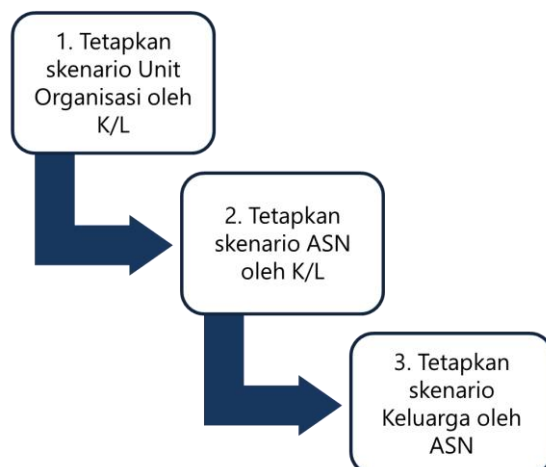 1. Tetapkan
skenario Unit
Organisasi oleh
K/L
2. Tetapkan
skenario ASN
oleh K/L
3. Tetapkan
skenario
Keluarga oleh
ASN